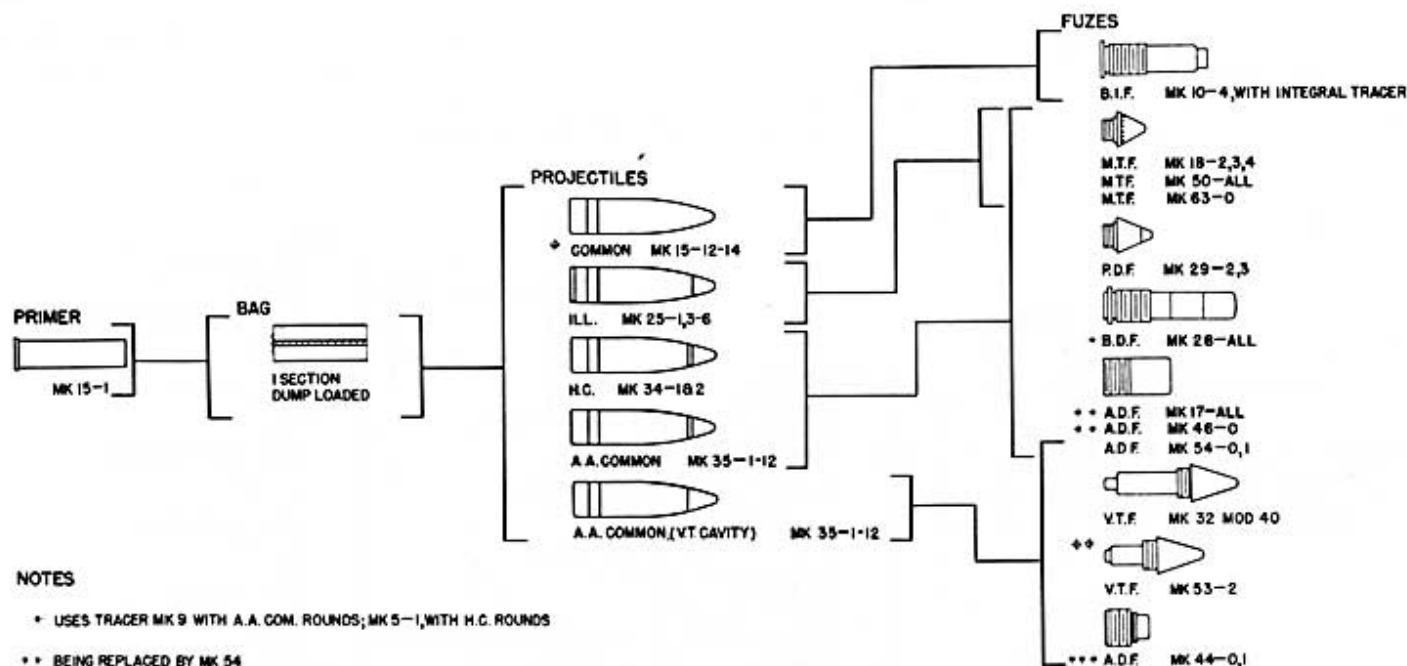 FUZES
B.I.F. MK 10-4, WITH INTEGRAL TRACER
M.T.F. MK 18-2,3,4
M.T.F. MK 50-ALL
M.T.F. MK 63-0
P.D.F. MK 29-2,3
* B.D.F. MK 28-ALL
** A.D.F. MK 17-ALL
** A.D.F. MK 46-0
A.D.F. MK 54-0,1
V.T.F. MK 32 MOD 40
**
V.T.F. MK 53-2
*** A.D.F. MK 44-0,1
PROJECTILES
* COMMON MK 15-12-14
ILL. MK 25-1,3-6
H.C. MK 34-1&2
A.A. COMMON MK 35-1-12
A.A. COMMON,(V.T. CAVITY) MK 35-1-12
BAG
1 SECTION
DUMP LOADED
PRIMER
MK 15-1
NOTES
* USES TRACER MK 9 WITH A.A. COM. ROUNDS; MK 5-1, WITH H.C. ROUNDS
** BEING REPLACED BY MK 54